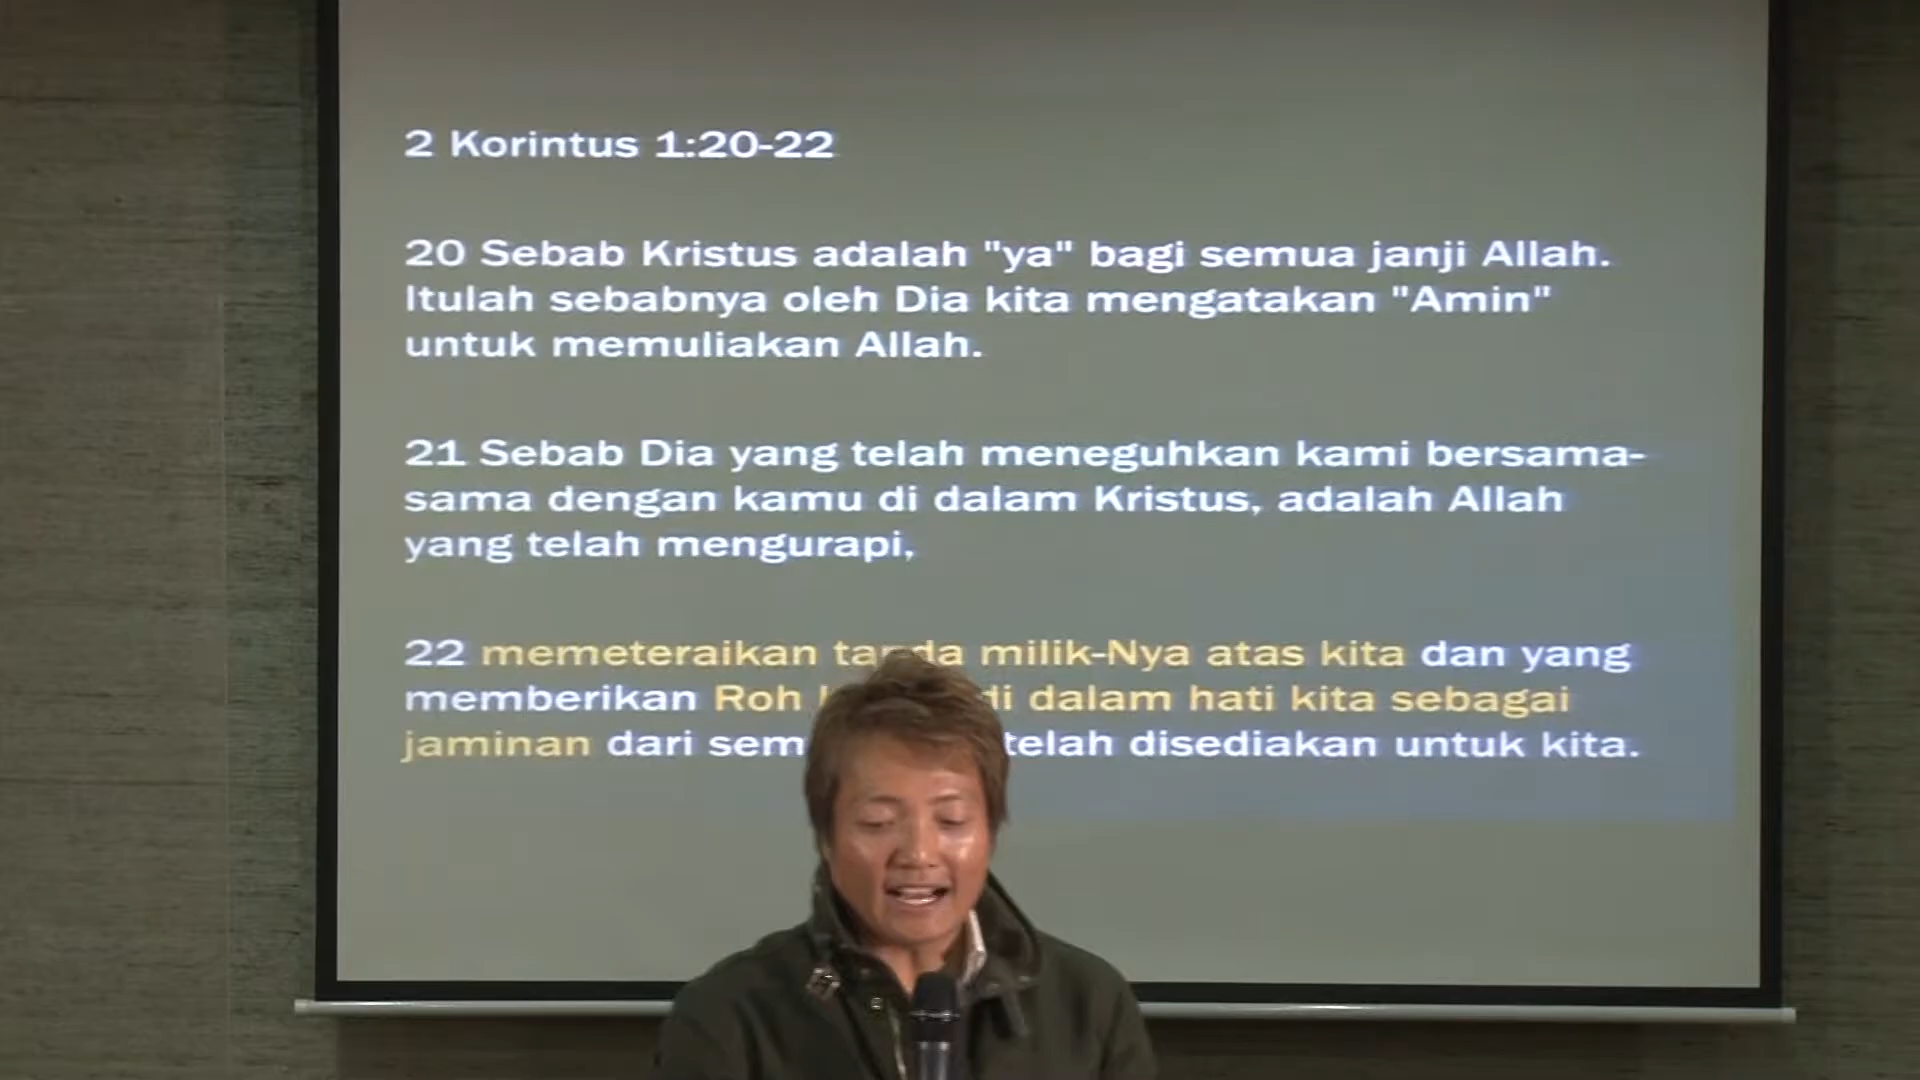 2 Korintus 1:20-22
20 Sebab Kristus adalah "ya" bagi semua janji Allah.
Itulah sebabnya oleh Dia kita mengatakan "Amin"
untuk memuliakan Allah.
21 Sebab Dia yang telah meneguhkan kami bersama-
sama dengan kamu di dalam Kristus, adalah Allah
yang telah mengurapi,
22 memeteraikan tanda milik-Nya atas kita dan yang
memberikan Roh di dalam hati kita sebagai
jaminan dari telah disediakan untuk kita.